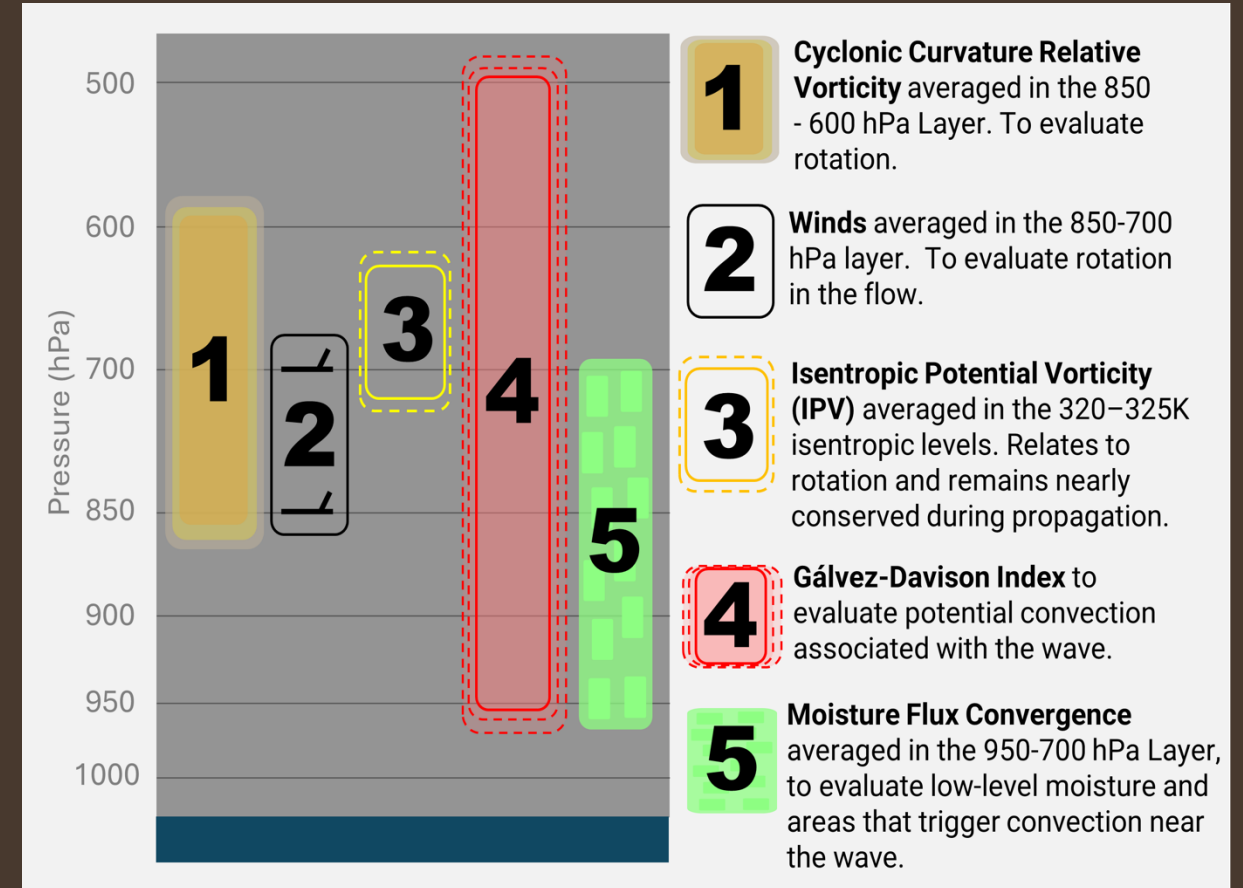 Pressure (hPa)
500
600
700
850
900
950
1000
1
2
3
4
5
1
Cyclonic Curvature Relative
Vorticity averaged in the 850
- 600 hPa Layer. To evaluate
rotation.
2
Winds averaged in the 850-700
hPa layer.  To evaluate rotation
in the flow.
3
Isentropic Potential Vorticity
(IPV) averaged in the 320–325K
isentropic levels. Relates to
rotation and remains nearly
conserved during propagation.
4
Gálvez-Davison Index to
evaluate potential convection
associated with the wave.
5
Moisture Flux Convergence
averaged in the 950-700 hPa Layer,
to evaluate low-level moisture and
areas that trigger convection near
the wave.